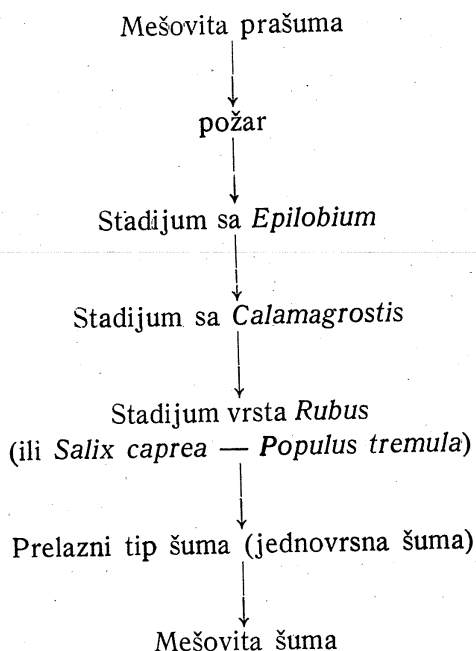 Mešovita prašuma
požar
Stadijum sa Epilobium
Stadijum sa Calamagrostis
Stadijum vrsta Rubus
(ili Salix caprea — Populus tremula)
Prelazni tip šuma (jednovrsna šuma)
Mešovita šuma